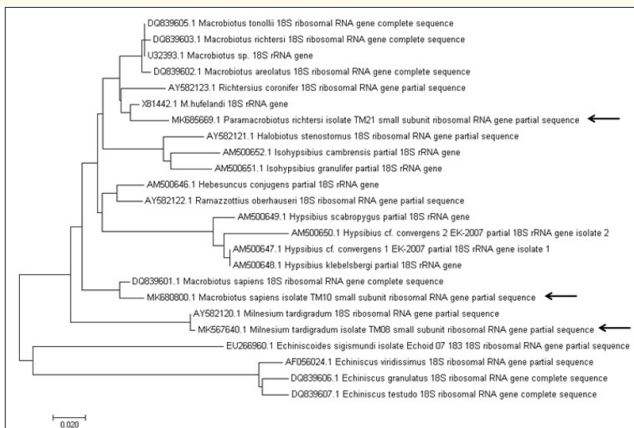 DQ839605.1 Macrobiotus tonollii 18S ribosomal RNA gene complete sequence
DQ839603.1 Macrobiotus richtersi 18S ribosomal RNA gene complete sequence
U32393.1 Macrobiotus sp. 18S rRNA gene
DQ839602.1 Macrobiotus areolatus 18S ribosomal RNA gene complete sequence
AY582123.1 Richtersius coronifer 18S ribosomal RNA gene partial sequence
X81442.1 M.hufelandi 18S rRNA gene
MK685669.1 Paramacrobiotus richtersi isolate TM21 small subunit ribosomal RNA gene partial sequence
AY582121.1 Halobiotus stenostomus 18S ribosomal RNA gene partial sequence
AM500652.1 Isohypsibius cambrensis partial 18S rRNA gene
AM500651.1 Isohypsibius granulifer partial 18S rRNA gene
AM500646.1 Hebesuncus conjugens partial 18S rRNA gene
AY582122.1 Ramazzottius oberhauseri 18S ribosomal RNA gene partial sequence
AM500649.1 Hypsibius scabropygus partial 18S rRNA gene
AM500650.1 Hypsibius cf. convergens 2 EK-2007 partial 18S rRNA gene isolate 2
AM500647.1 Hypsibius cf. convergens 1 EK-2007 partial 18S rRNA gene isolate 1
AM500648.1 Hypsibius klebelsbergi partial 18S rRNA gene
DQ839601.1 Macrobiotus sapiens 18S ribosomal RNA gene complete sequence
MK680800.1 Macrobiotus sapiens isolate TM10 small subunit ribosomal RNA gene partial sequence
AY582120.1 Milnesium tardigradum 18S ribosomal RNA gene partial sequence
MK567640.1 Milnesium tardigradum isolate TM08 small subunit ribosomal RNA gene partial sequence
EU266960.1 Echiniscoides sigismundi isolate Echoid 07 183 18S ribosomal RNA gene partial sequence
AF056024.1 Echiniscus viridissimus 18S ribosomal RNA gene partial sequence
DQ839606.1 Echiniscus granulatus 18S ribosomal RNA gene complete sequence
DQ839607.1 Echiniscus testudo 18S ribosomal RNA gene complete sequence
0.020